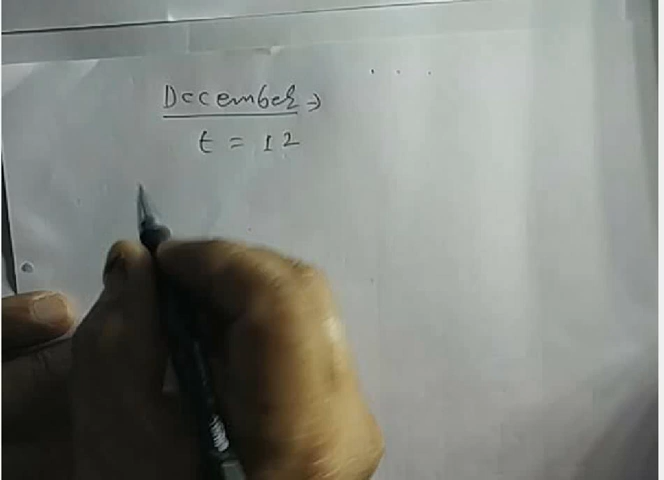 December →
t = 12